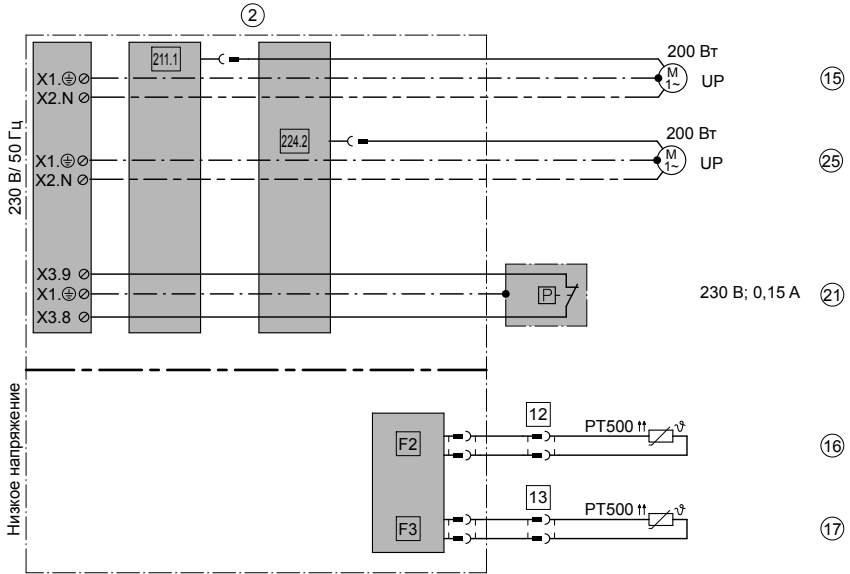 2
211.1
200 Вт
X1.
M
1~
UP
15
X2.N
224.2
200 Вт
X1.
M
1~
UP
25
X2.N
230 В/ 50 Гц
X3.9
X1.
P
230 В; 0,15 А
21
X3.8
Низкое напряжение
12
F2
PT500
ϑ
16
13
F3
PT500
ϑ
17